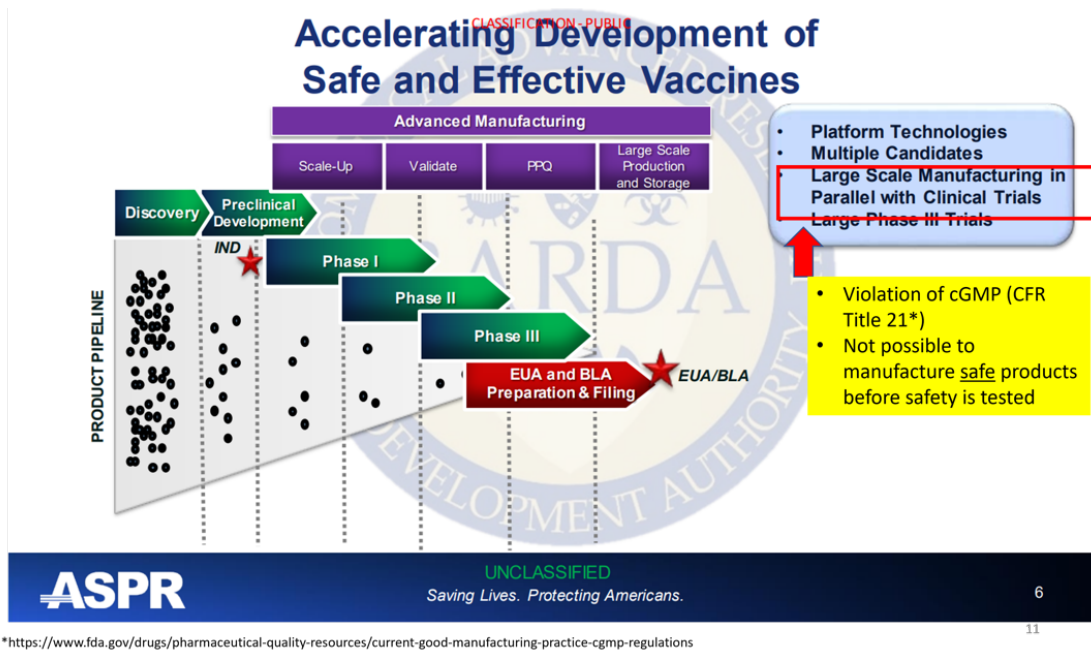 CLASSIFICATION - PUBLIC
Accelerating Development of
Safe and Effective Vaccines
Advanced Manufacturing
Scale-Up
Validate
PPQ
Large Scale
Production
and Storage
Discovery
Preclinical
Development
IND
Phase I
Phase II
Phase III
EUA and BLA
Preparation & Filing
EUA/BLA
PRODUCT PIPELINE
• Platform Technologies
• Multiple Candidates
• Large Scale Manufacturing in
Parallel with Clinical Trials
• Large Phase III Trials
• Violation of cGMP (CFR
Title 21*)
• Not possible to
manufacture safe products
before safety is tested
BARDA
DEVELOPMENT AUTHORITY
ASPR
UNCLASSIFIED
Saving Lives. Protecting Americans.
6
11
*https://www.fda.gov/drugs/pharmaceutical-quality-resources/current-good-manufacturing-practice-cgmp-regulations